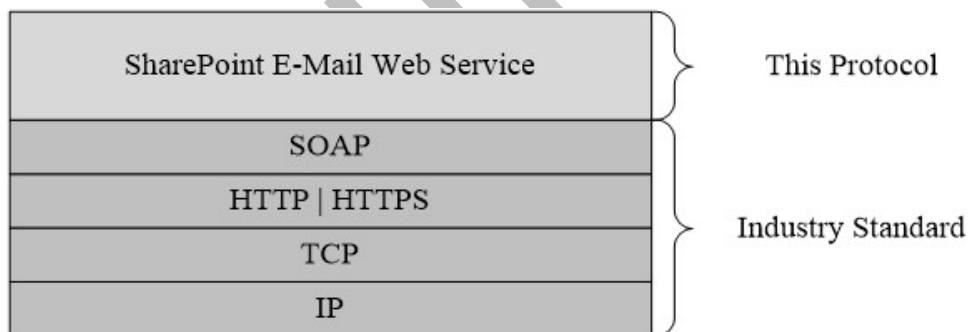 SharePoint E-Mail Web Service
This Protocol
SOAP
HTTP | HTTPS
TCP
IP
Industry Standard